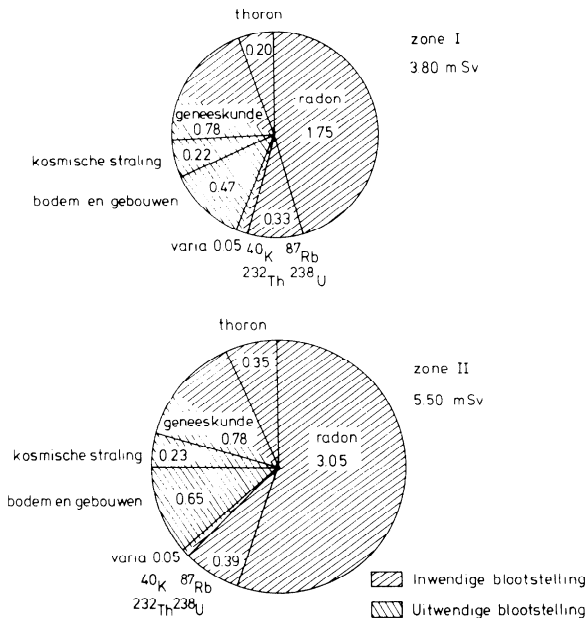 thoron
zone I
0.20
3.80 mSv
radon
1.75
geneeskunde
0.78
kosmische straling
0.22
bodem en gebouwen
0.47
0.33
varia 0.05 40K 87Rb
232Th 238U
thoron
0.35
zone II
5.50 mSv
geneeskunde
0.78
radon
3.05
kosmische straling
0.23
bodem en gebouwen
0.65
varia 0.05
0.39
40K 87Rb
232Th 238U
Inwendige blootstelling
Uitwendige blootstelling